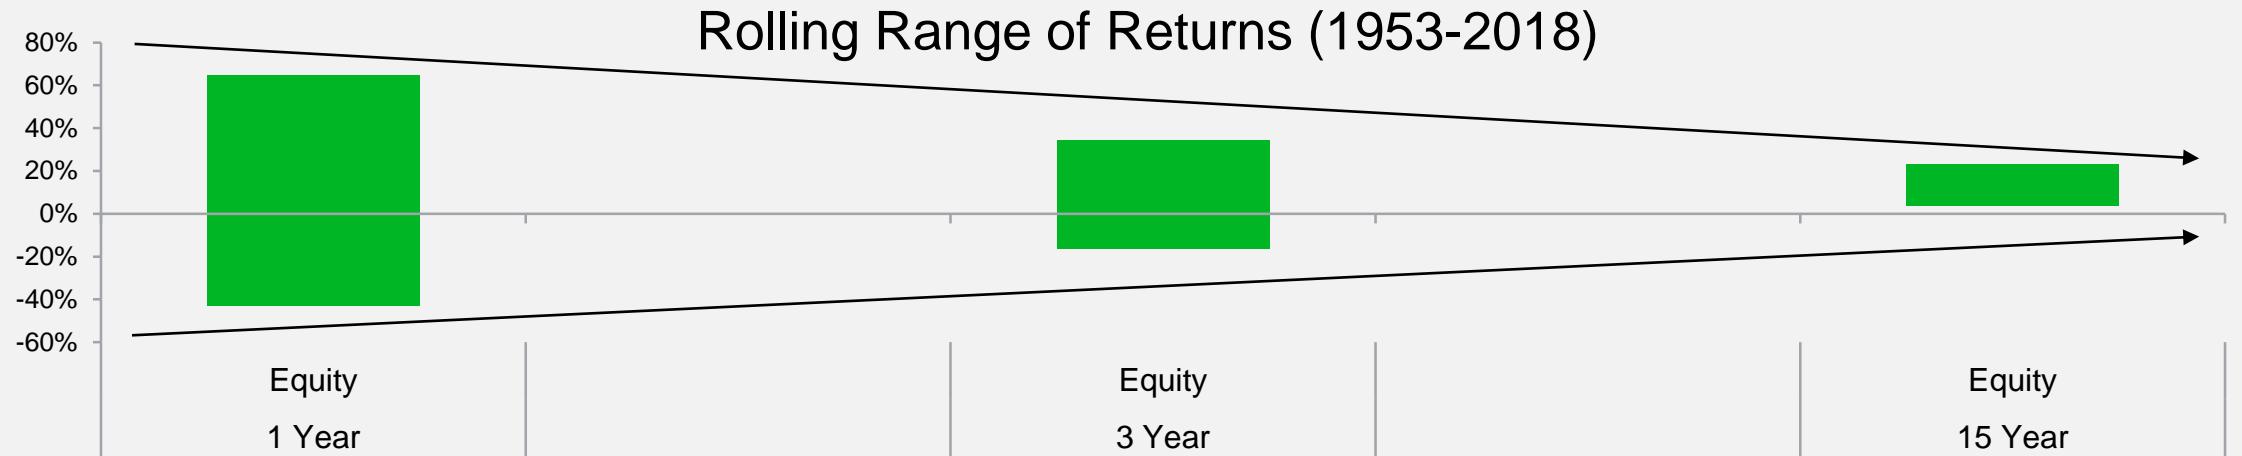 Rolling Range of Returns (1953-2018)
80%
60%
40%
20%
0%
-20%
-40%
-60%
Equity Equity Equity
1 Year 3 Year 15 Year